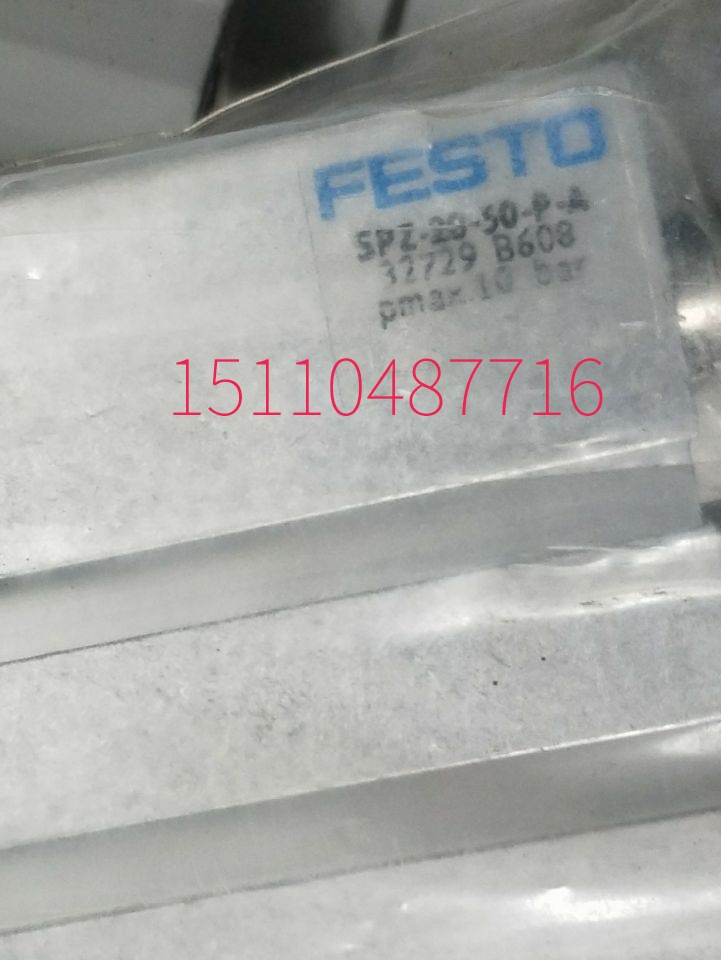 FESTO
SPZ-20-50-P-A
32729 B608
pmax.10 bar
15110487716